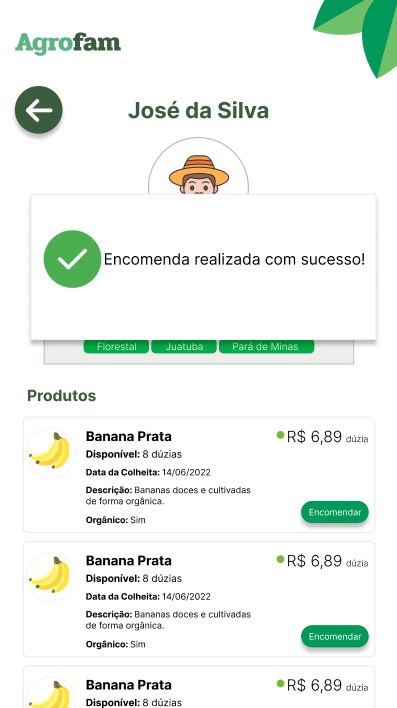 Agrofam
José da Silva
Encomenda realizada com sucesso!
Florestal Juatuba Pará de Minas
Produtos
Banana Prata
R$ 6,89 dúzia
Disponível: 8 dúzias
Data da Colheita: 14/06/2022
Descrição: Bananas doces e cultivadas
de forma orgânica.
Orgânico: Sim
Encomendar
Banana Prata
R$ 6,89 dúzia
Disponível: 8 dúzias
Data da Colheita: 14/06/2022
Descrição: Bananas doces e cultivadas
de forma orgânica.
Orgânico: Sim
Encomendar
Banana Prata
R$ 6,89 dúzia
Disponível: 8 dúzias